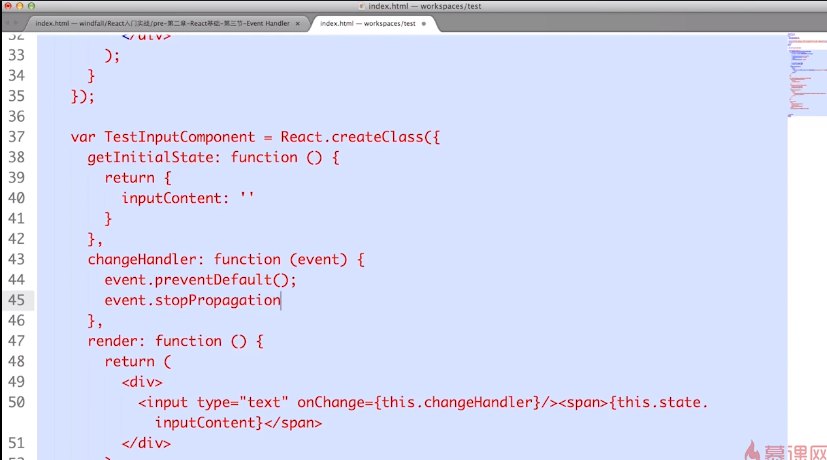 index.html — workspaces/test
index.html — windfall/React入门实战/pre-第二章-React基础-第三节-Event Handler ×
index.html — workspaces/test
32 </div>
33 );
34 }
35 });
36
37 var TestInputComponent = React.createClass({
38 getInitialState: function () {
39 return {
40 inputContent: ''
41 }
42 },
43 changeHandler: function (event) {
44 event.preventDefault();
45 event.stopPropagation
46 },
47 render: function () {
48 return (
49 <div>
50 <input type="text" onChange={this.changeHandler}/><span>{this.state.
inputContent}</span>
51 </div>
慕课网